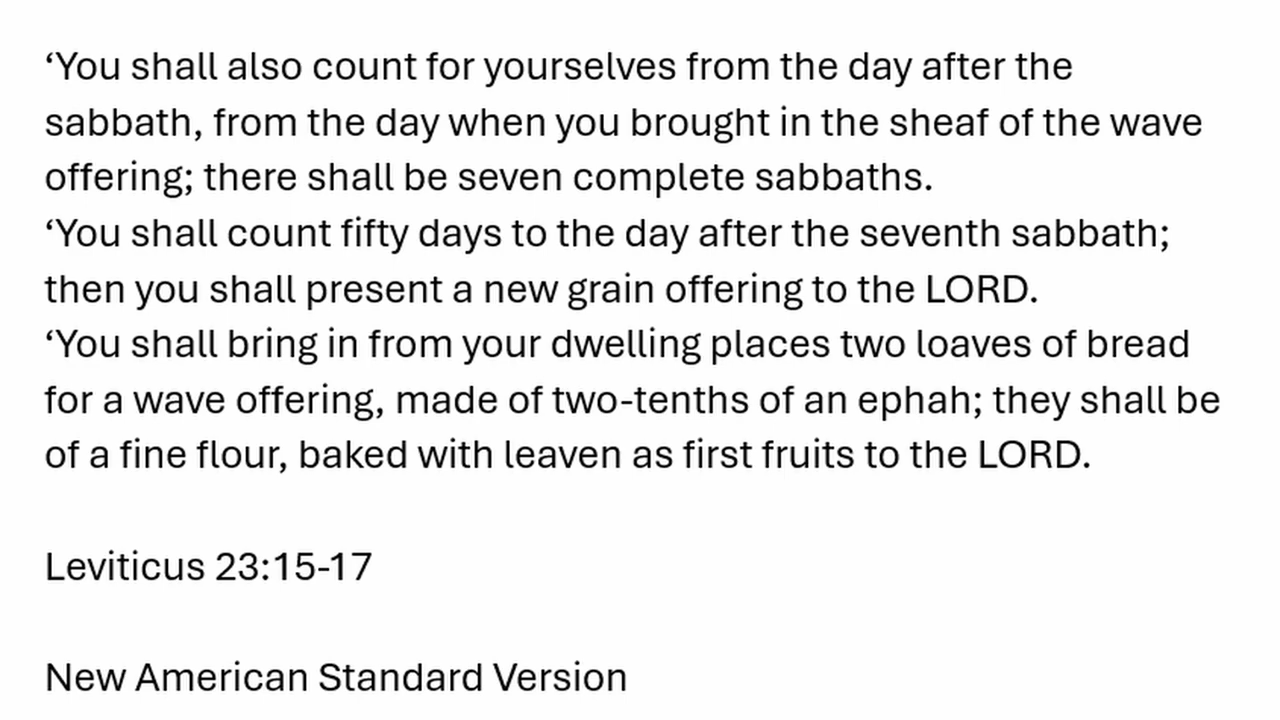 ‘You shall also count for yourselves from the day after the
sabbath, from the day when you brought in the sheaf of the wave
offering; there shall be seven complete sabbaths.
‘You shall count fifty days to the day after the seventh sabbath;
then you shall present a new grain offering to the LORD.
‘You shall bring in from your dwelling places two loaves of bread
for a wave offering, made of two-tenths of an ephah; they shall be
of a fine flour, baked with leaven as first fruits to the LORD.
Leviticus 23:15-17
New American Standard Version